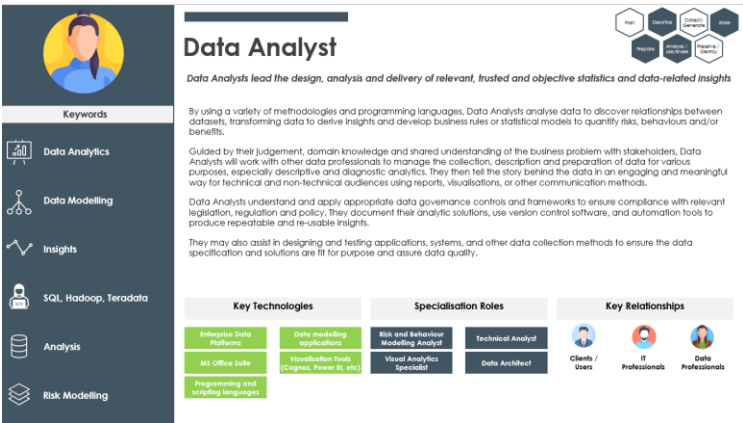 Data Analyst
Plan
Describe
Collect/
Generate
Store
Prepare
Analyse /
Use/Share
Preserve /
Destroy
Data Analysts lead the design, analysis and delivery of relevant, trusted and objective statistics and data-related insights
Keywords
Data Analytics
Data Modelling
Insights
SQL, Hadoop, Teradata
Analysis
Risk Modelling
By using a variety of methodologies and programming languages, Data Analysts analyse data to discover relationships between
datasets, transforming data to derive insights and develop business rules or statistical models to quantify risks, behaviours and/or
benefits.
Guided by their judgement, domain knowledge and shared understanding of the business problem with stakeholders, Data
Analysts will work with other data professionals to manage the collection, description and preparation of data for various
purposes, especially descriptive and diagnostic analytics. They then tell the story behind the data in an engaging and meaningful
way for technical and non-technical audiences using reports, visualisations, or other communication methods.
Data Analysts understand and apply appropriate data governance controls and frameworks to ensure compliance with relevant
legislation, regulation and policy. They document their analytic solutions, use version control software, and automation tools to
produce repeatable and re-usable insights.
They may also assist in designing and testing applications, systems, and other data collection methods to ensure the data
specification and solutions are fit for purpose and assure data quality.
Key Technologies
Enterprise Data
Platforms
Data modelling
applications
MS Office Suite
Visualisation Tools
(Cognos, Power BI, etc)
Programming and
scripting languages
Specialisation Roles
Risk and Behaviour
Modelling Analyst
Technical Analyst
Visual Analytics
Specialist
Data Architect
Key Relationships
Clients /
Users
IT
Professionals
Data
Professionals